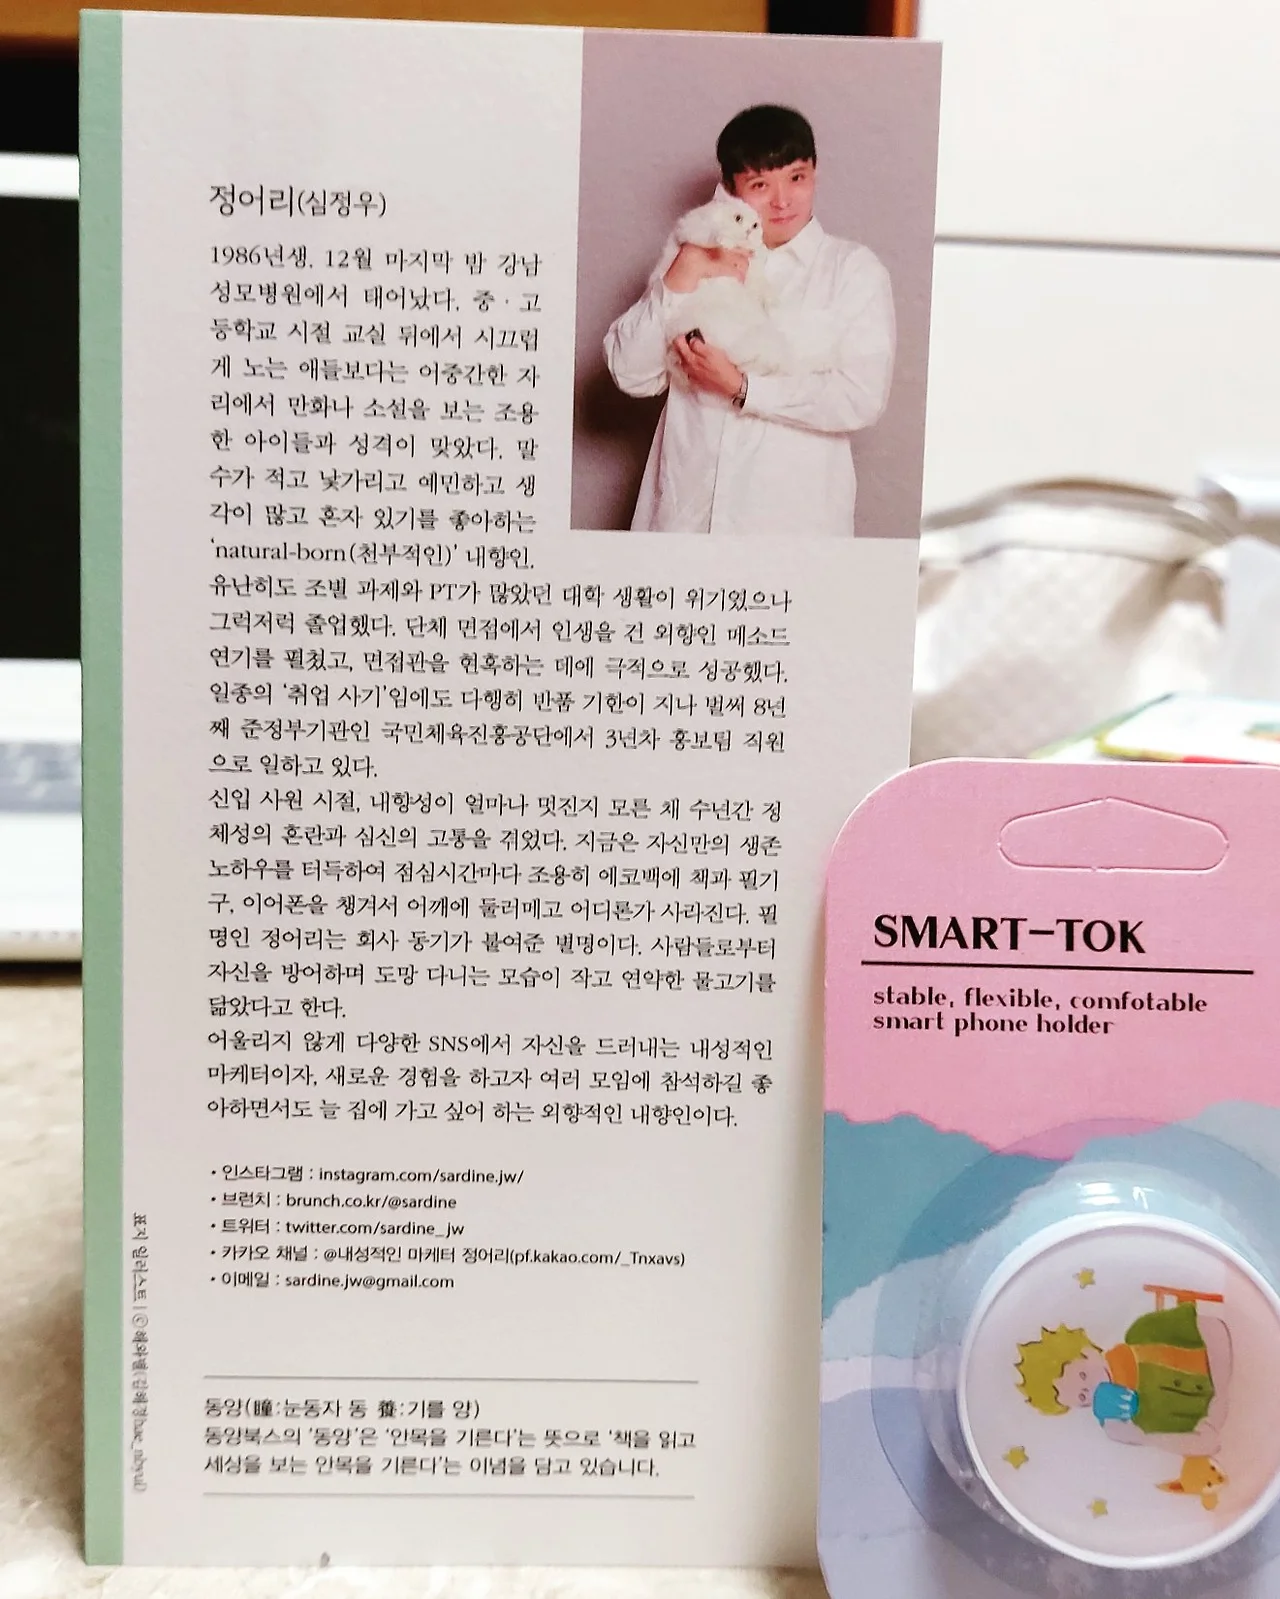 정어리(심정우)
1986년생. 12월 마지막 밤 강남
성모병원에서 태어났다. 중·고
등학교 시절 교실 뒤에서 시끄럽
게 노는 애들보다는 어중간한 자
리에서 만화나 소설을 보는 조용
한 아이들과 성격이 맞았다. 말
수가 적고 낯가리고 예민하고 생
각이 많고 혼자 있기를 좋아하는
'natural-born(천부적인)' 내향인.
유난히도 조별 과제와 PT가 많았던 대학 생활이 위기였으나
그럭저럭 졸업했다. 단체 면접에서 인생을 건 외향인 메소드
연기를 펼쳤고, 면접관을 현혹하는 데에 극적으로 성공했다.
일종의 '취업 사기'임에도 다행히 반품 기한이 지나 벌써 8년
째 준정부기관인 국민체육진흥공단에서 3년차 홍보팀 직원
으로 일하고 있다.
신입 사원 시절, 내향성이 얼마나 멋진지 모른 채 수년간 정
체성의 혼란과 심신의 고통을 겪었다. 지금은 자신만의 생존
노하우를 터득하여 점심시간마다 조용히 에코백에 책과 필기
구, 이어폰을 챙겨서 어깨에 둘러메고 어디론가 사라진다. 필
명인 정어리는 회사 동기가 붙여준 별명이다. 사람들로부터
자신을 방어하며 도망 다니는 모습이 작고 연약한 물고기를
닮았다고 한다.
어울리지 않게 다양한 SNS에서 자신을 드러내는 내성적인
마케터이자, 새로운 경험을 하고자 여러 모임에 참석하길 좋
아하면서도 늘 집에 가고 싶어 하는 외향적인 내향인이다.
• 인스타그램 : instagram.com/sardine.jw/
• 브런치 : brunch.co.kr/@sardine
• 트위터 : twitter.com/sardine_jw
• 카카오 채널 : @내성적인 마케터 정어리(pf.kakao.com/_Tnxavs)
• 이메일 : sardine.jw@gmail.com
동양(瞳:눈동자 동 養:기를 양)
동양북스의 '동양'은 '안목을 기른다'는 뜻으로 '책을 읽고
세상을 보는 안목을 기른다'는 이념을 담고 있습니다.
표지 일러스트 | ⓒ해와별
SMART-TOK
stable, flexible, comfotable
smart phone holder